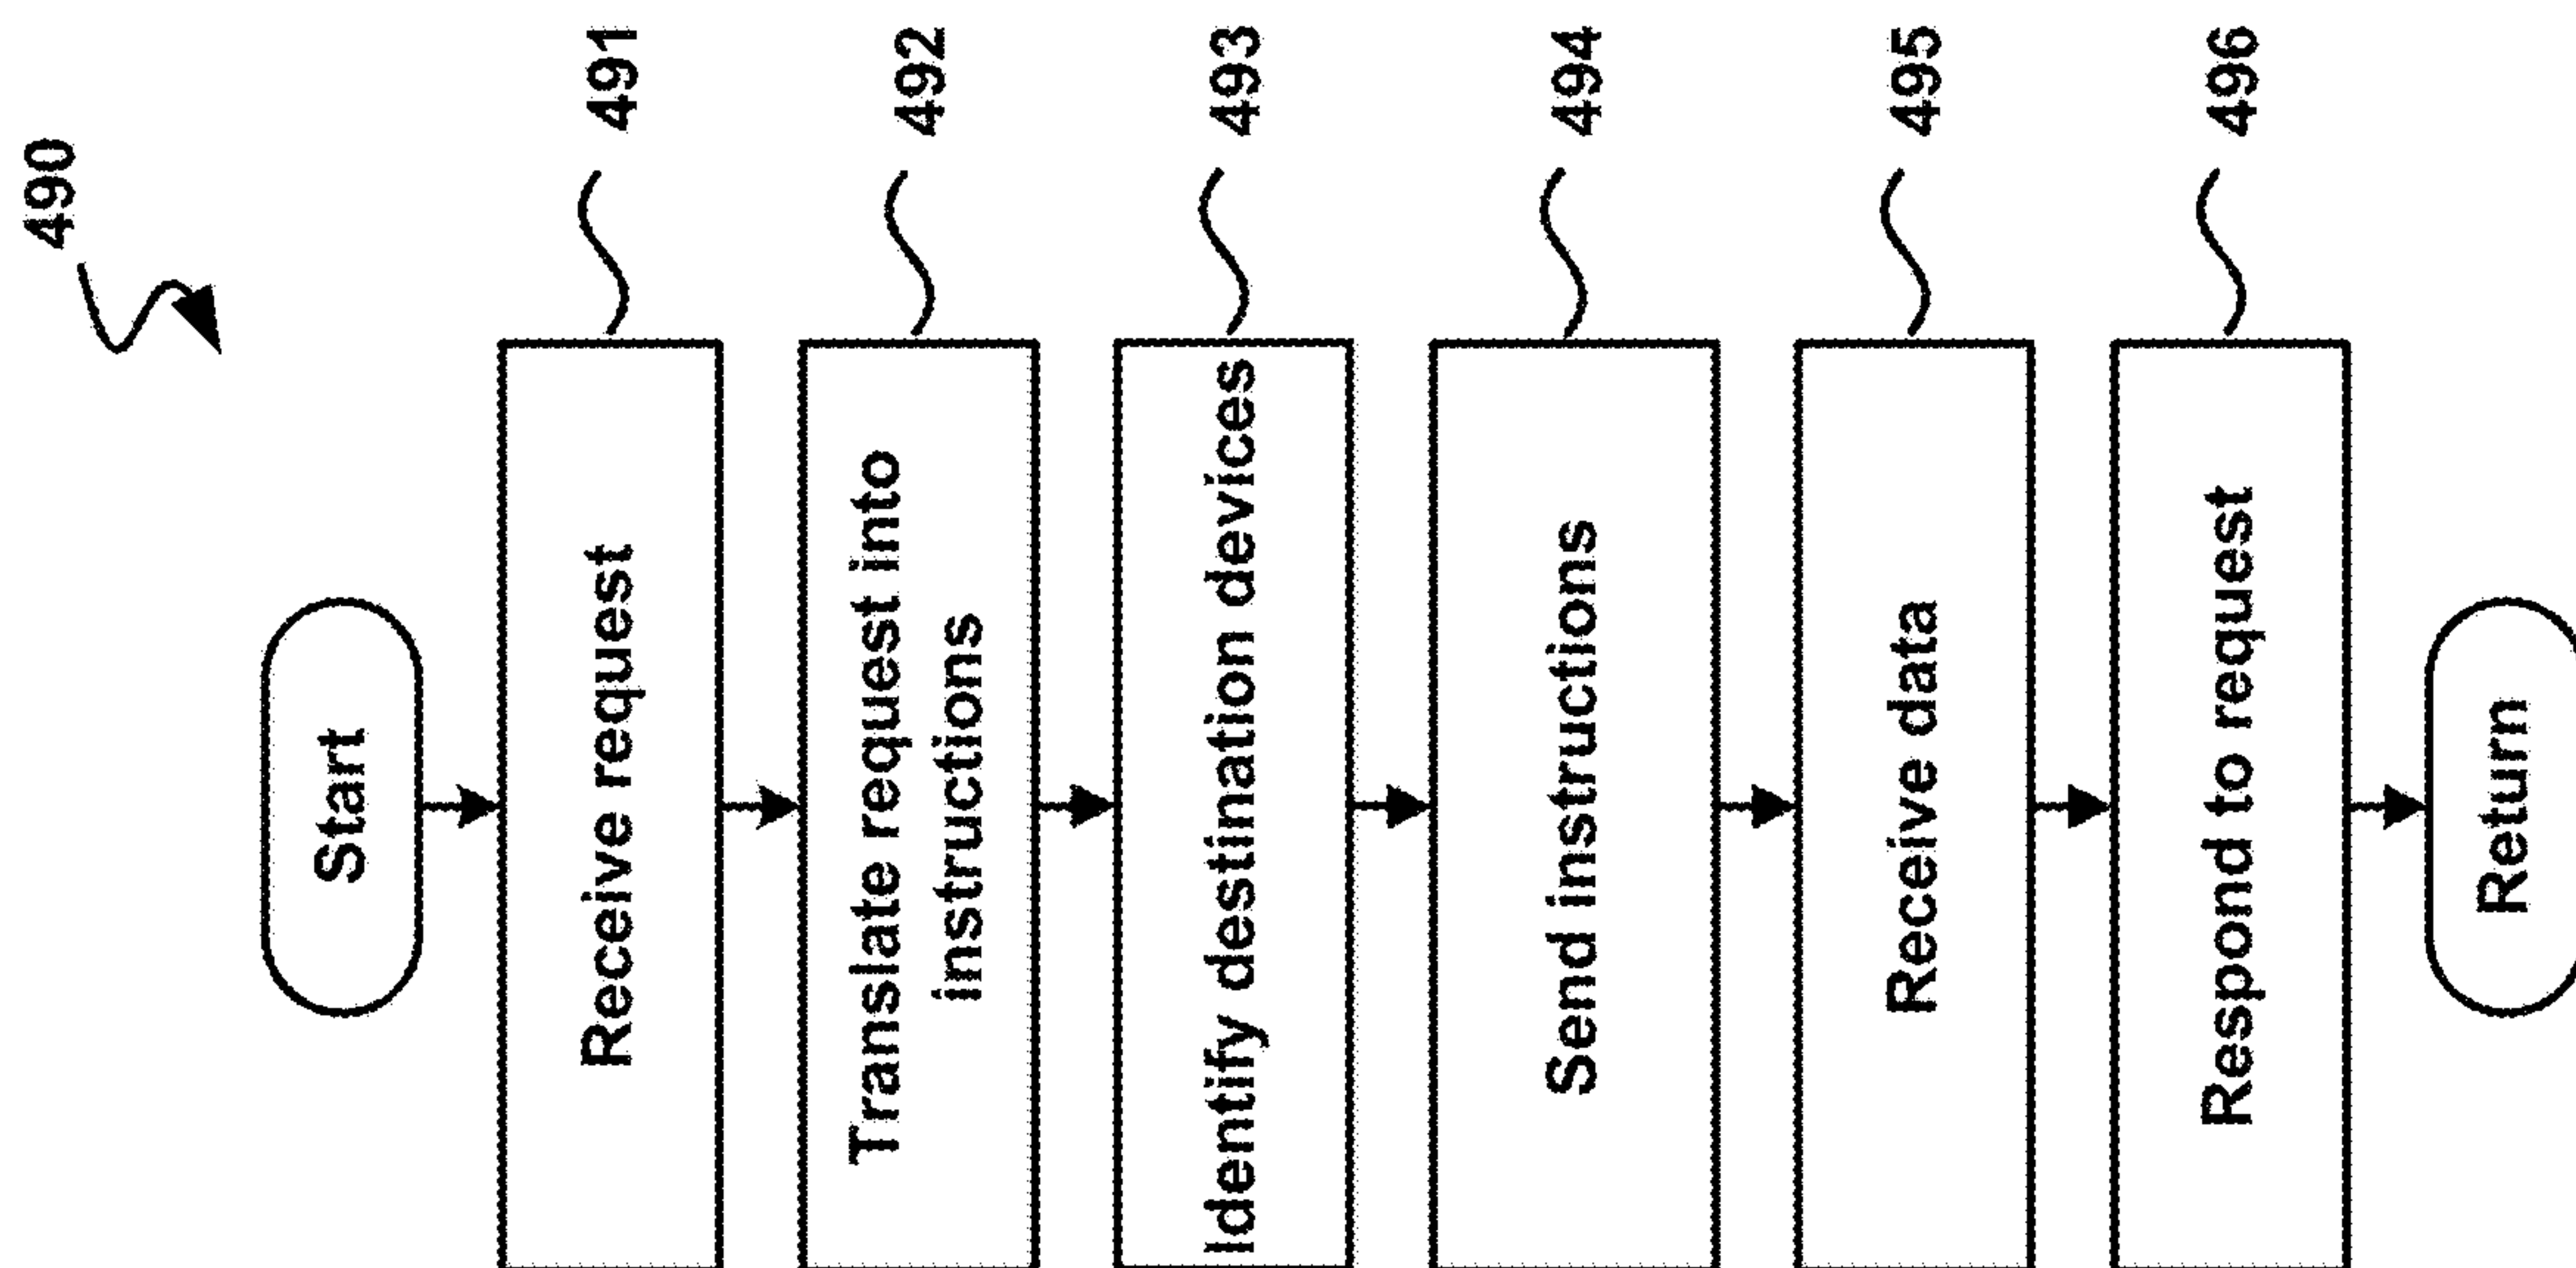 490
Start
Receive request
491
Translate request into
instructions
492
Identify destination devices
493
Send instructions
494
Receive data
495
Respond to request
496
Return